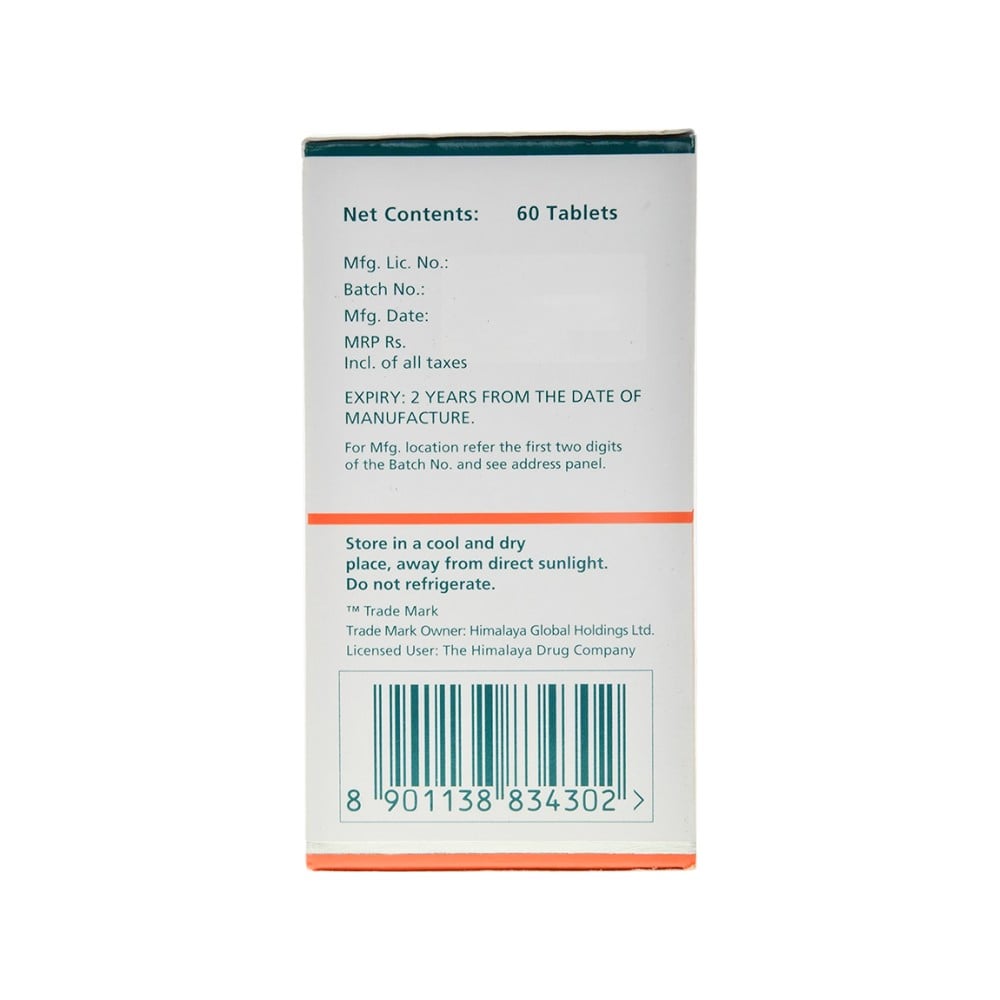 Net Contents: 60 Tablets
Mfg. Lic. No.:
Batch No.:
Mfg. Date:
MRP Rs.
Incl. of all taxes
EXPIRY: 2 YEARS FROM THE DATE OF
MANUFACTURE.
For Mfg. location refer the first two digits
of the Batch No. and see address panel.
Store in a cool and dry
place, away from direct sunlight.
Do not refrigerate.
™ Trade Mark
Trade Mark Owner: Himalaya Global Holdings Ltd.
Licensed User: The Himalaya Drug Company
8 901138 834302 >